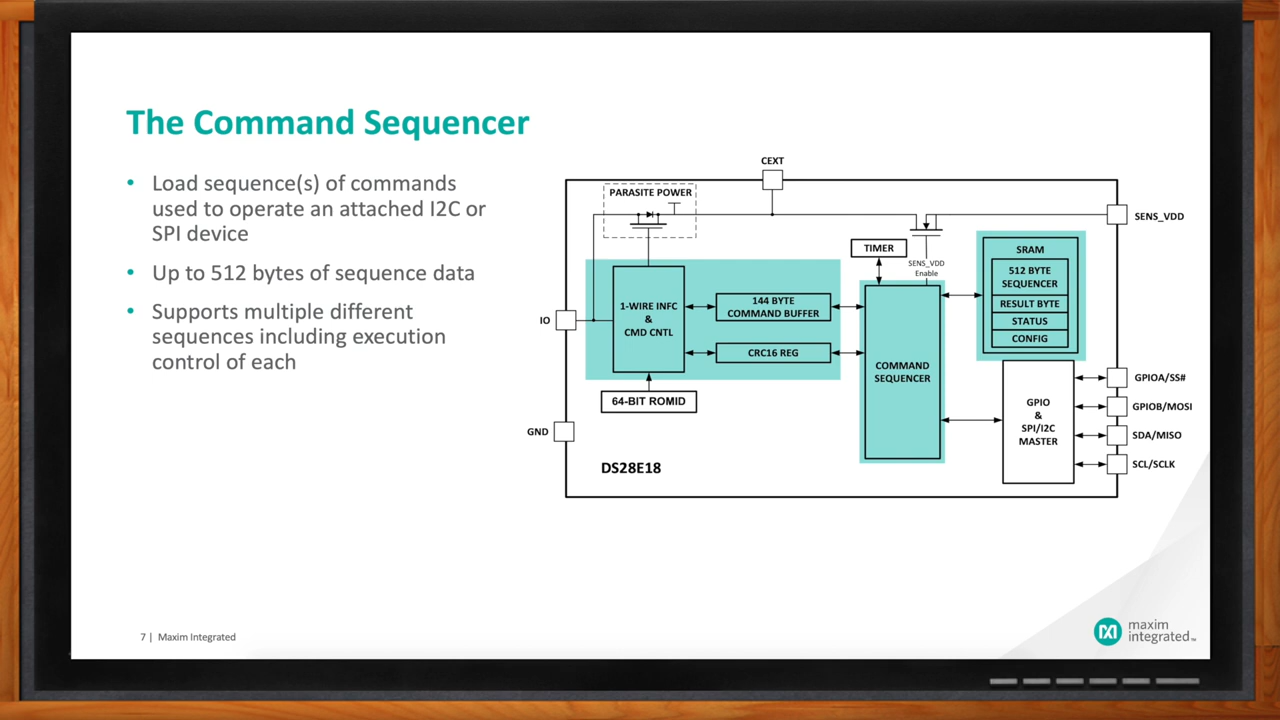 The Command Sequencer
• Load sequence(s) of commands
used to operate an attached I2C or
SPI device
• Up to 512 bytes of sequence data
• Supports multiple different
sequences including execution
control of each
CEXT
PARASITE POWER
SENS_VDD
TIMER
SENS_VDD
Enable
SRAM
512 BYTE
SEQUENCER
RESULT BYTE
STATUS
CONFIG
IO
1-WIRE INFC
&
CMD CNTL
144 BYTE
COMMAND BUFFER
CRC16 REG
COMMAND
SEQUENCER
64-BIT ROMID
GPIO
&
SPI/I2C
MASTER
GPIOA/SS#
GPIOB/MOSI
SDA/MISO
SCL/SCLK
GND
DS28E18
7 | Maxim Integrated
maxim
integrated™